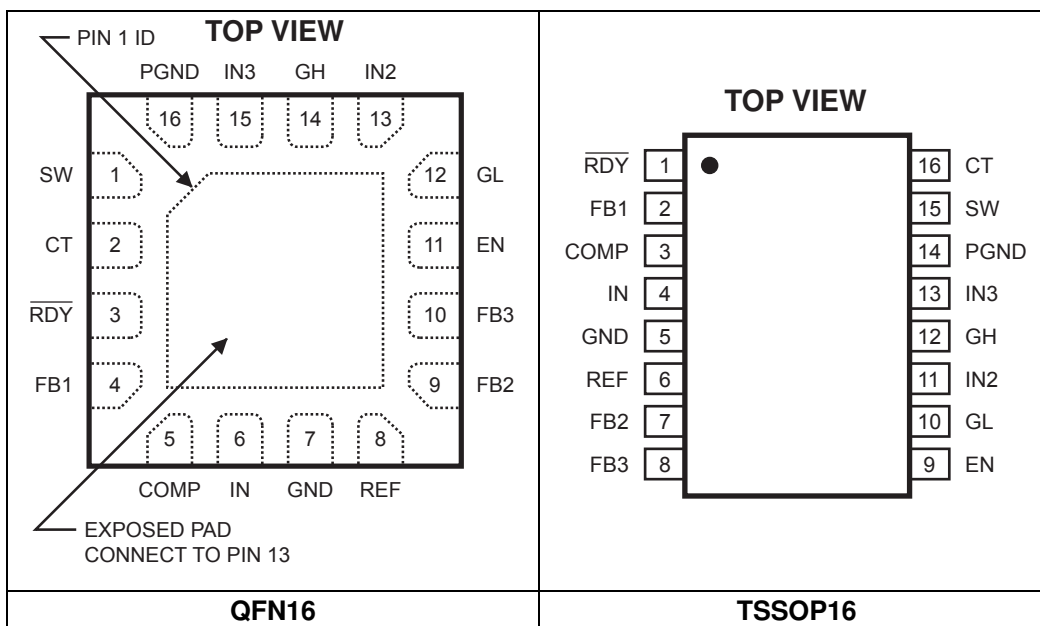 TOP VIEW
PIN 1 ID
PGND IN3 GH IN2
16 15 14 13
SW 1 12 GL
CT 2 11 EN
R̅D̅Y̅ 3 10 FB3
FB1 4 9 FB2
5 6 7 8
COMP IN GND REF
EXPOSED PAD
CONNECT TO PIN 13
QFN16
TOP VIEW
R̅D̅Y̅ 1 16 CT
FB1 2 15 SW
COMP 3 14 PGND
IN 4 13 IN3
GND 5 12 GH
REF 6 11 IN2
FB2 7 10 GL
FB3 8 9 EN
TSSOP16